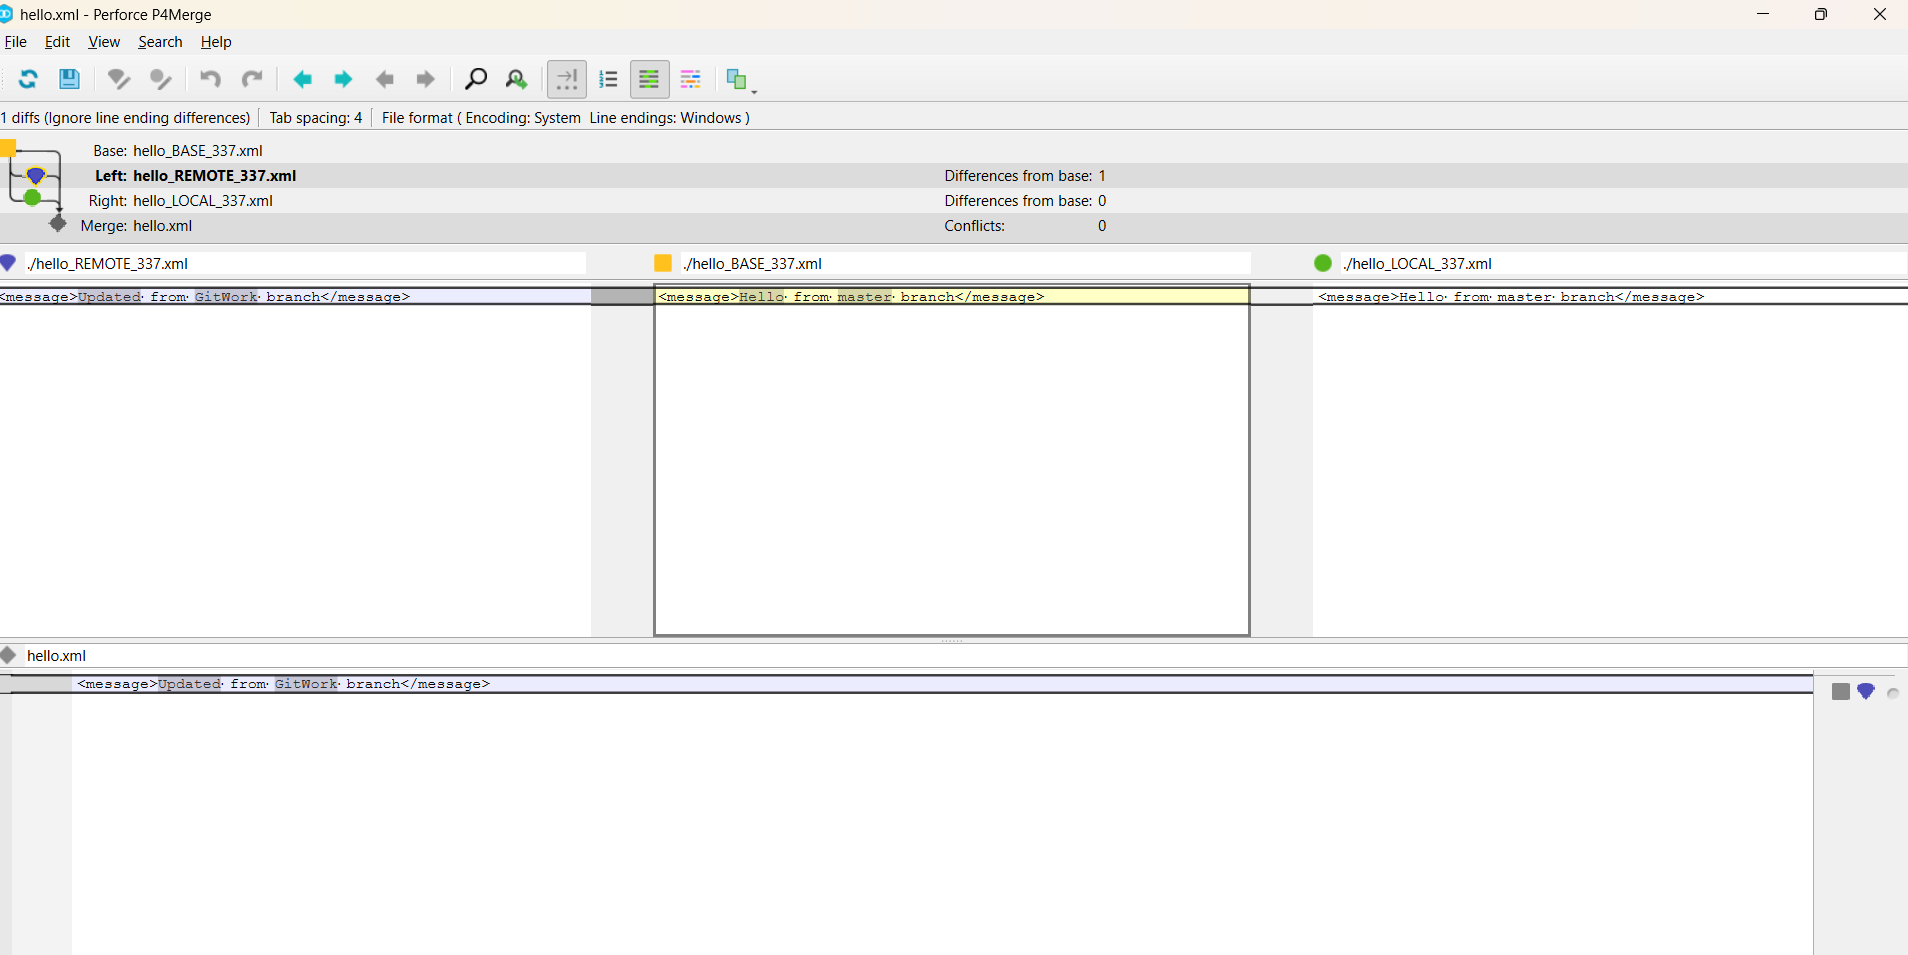 hello.xml - Perforce P4Merge
File Edit View Search Help
1 diffs (Ignore line ending differences) Tab spacing: 4 File format ( Encoding: System Line endings: Windows )
Base: hello_BASE_337.xml
Left: hello_REMOTE_337.xml Differences from base: 1
Right: hello_LOCAL_337.xml Differences from base: 0
Merge: hello.xml Conflicts: 0
./hello_REMOTE_337.xml ./hello_BASE_337.xml ./hello_LOCAL_337.xml
<message>Updated· from· GitWork· branch</message> <message>Hello· from· master· branch</message> <message>Hello· from· master· branch</message>
hello.xml
<message>Updated· from· GitWork· branch</message>